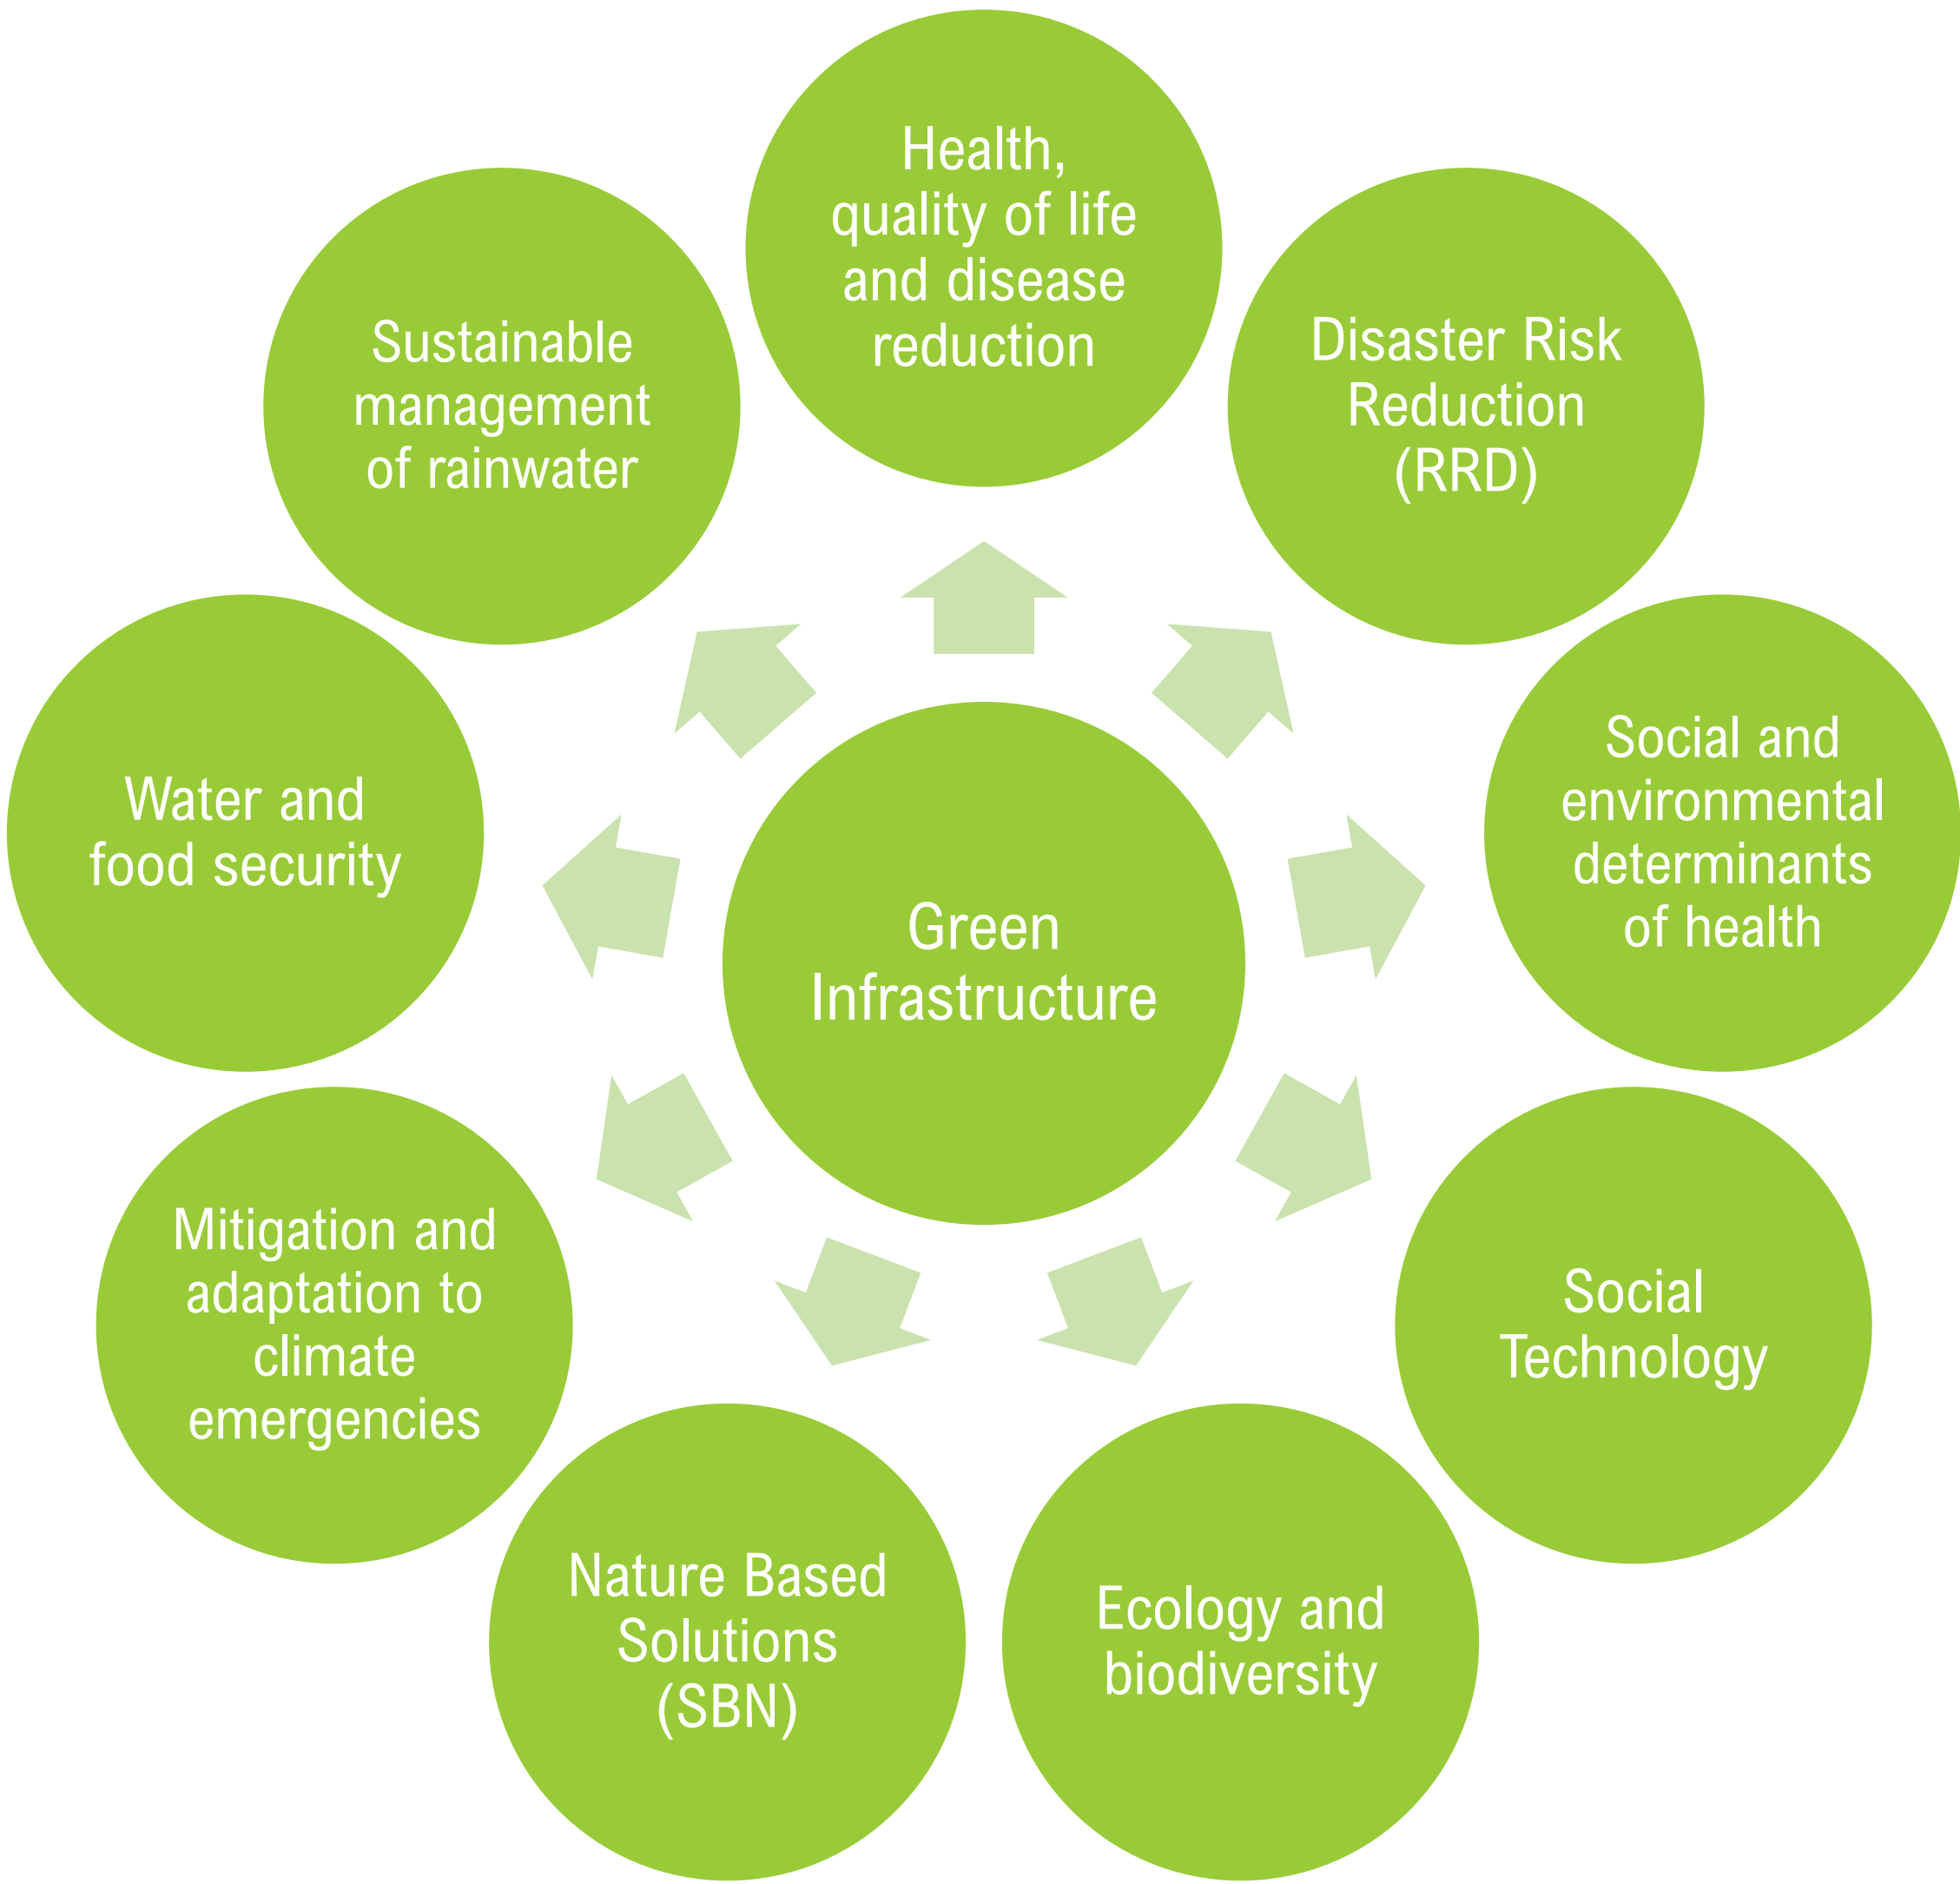 Health,
quality of life
and disease
reduction
Disaster Risk
Reduction
(RRD)
Social and
environmental
determinants
of health
Social
Technology
Ecology and
biodiversity
Nature Based
Solutions
(SBN)
Mitigation and
adaptation to
climate
emergencies
Water and
food security
Sustainable
management
of rainwater
Green
Infrastructure